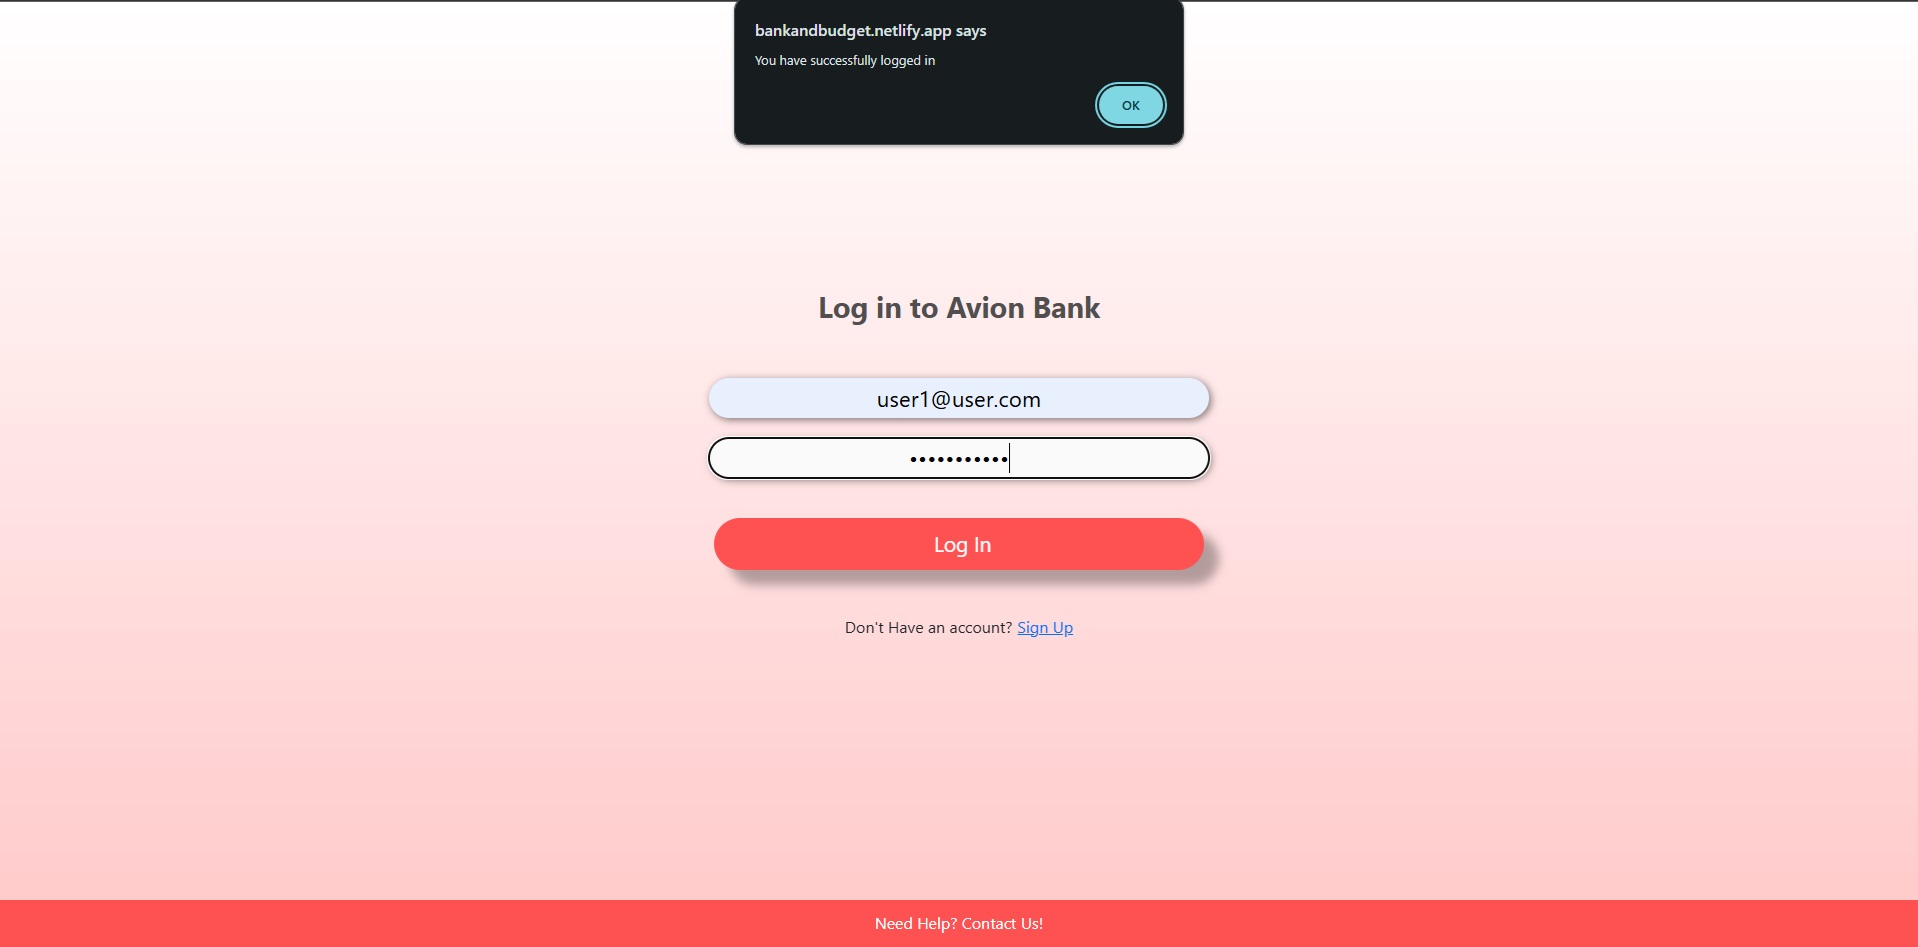 bankandbudget.netlify.app says
You have successfully logged in
OK
Log in to Avion Bank
user1@user.com
•••••••••••
Log In
Don't Have an account? Sign Up
Need Help? Contact Us!